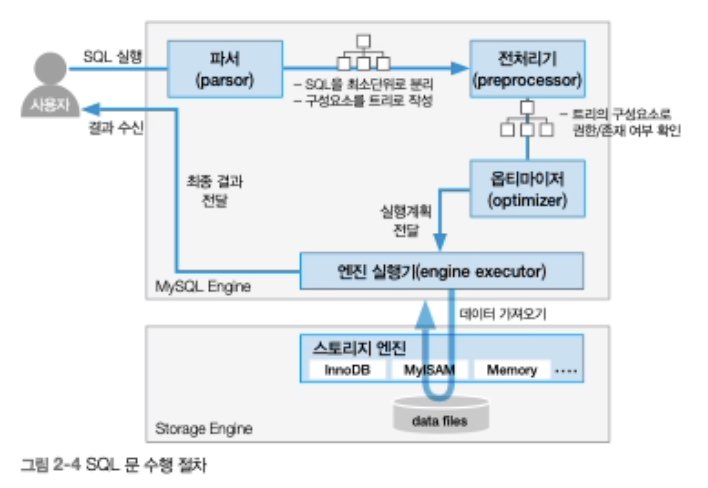 SQL 실행
파서
(parsor)
전처리기
(preprocessor)
– SQL을 최소단위로 분리
– 구성요소를 트리로 작성
사용자
결과 수신
– 트리의 구성요소로
권한/존재 여부 확인
옵티마이저
(optimizer)
최종 결과
전달
실행계획
전달
엔진 실행기(engine executor)
MySQL Engine
데이터 가져오기
스토리지 엔진
InnoDB
MyISAM
Memory
....
data files
Storage Engine
그림 2-4 SQL 문 수행 절차